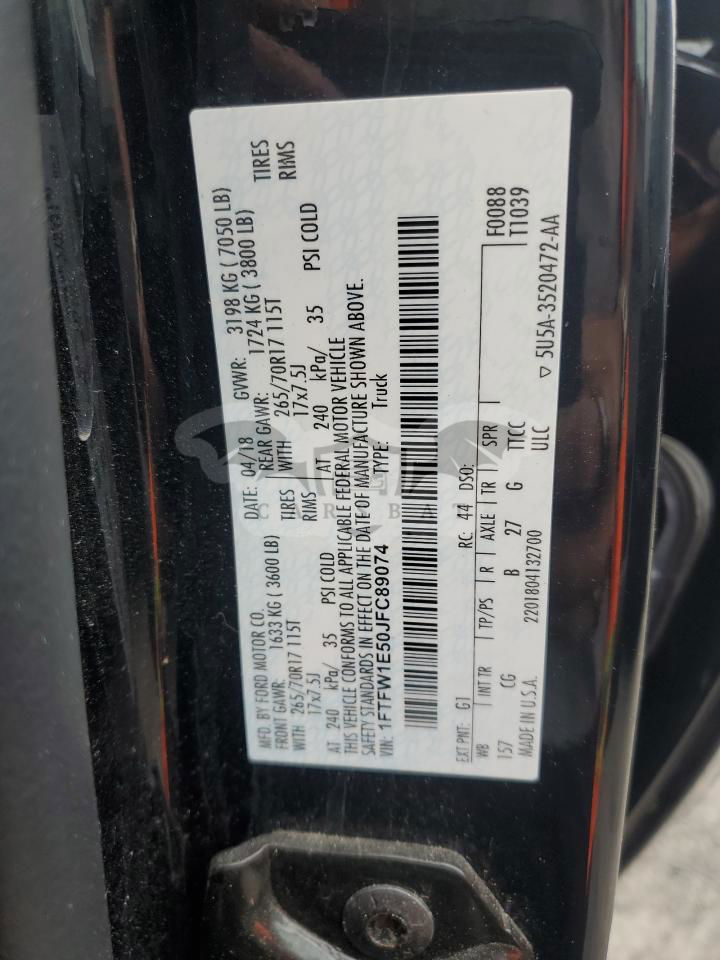 MFD. BY FORD MOTOR CO.
DATE: 04/18 GVWR: 3198 KG ( 7050 LB)
FRONT GAWR: 1633 KG ( 3600 LB) REAR GAWR: 1724 KG ( 3800 LB)
WITH 265/70R17 115T TIRES WITH 265/70R17 115T TIRES
17x7.5J RIMS 17x7.5J RIMS
AT 240 kPa/ 35 PSI COLD AT 240 kPa/ 35 PSI COLD
THIS VEHICLE CONFORMS TO ALL APPLICABLE FEDERAL MOTOR VEHICLE
SAFETY STANDARDS IN EFFECT ON THE DATE OF MANUFACTURE SHOWN ABOVE.
VIN: 1FTFW1E50JFC89074 TYPE: Truck
EXT PNT: G1 RC: 44 DSO: F0088
T1039
WB INT TR TP/PS R AXLE TR SPR
157 CG B 27 G TTCC
MADE IN U.S.A. 2201804132700 ULC
▽ 5U5A-3520472-AA
CAR BAT